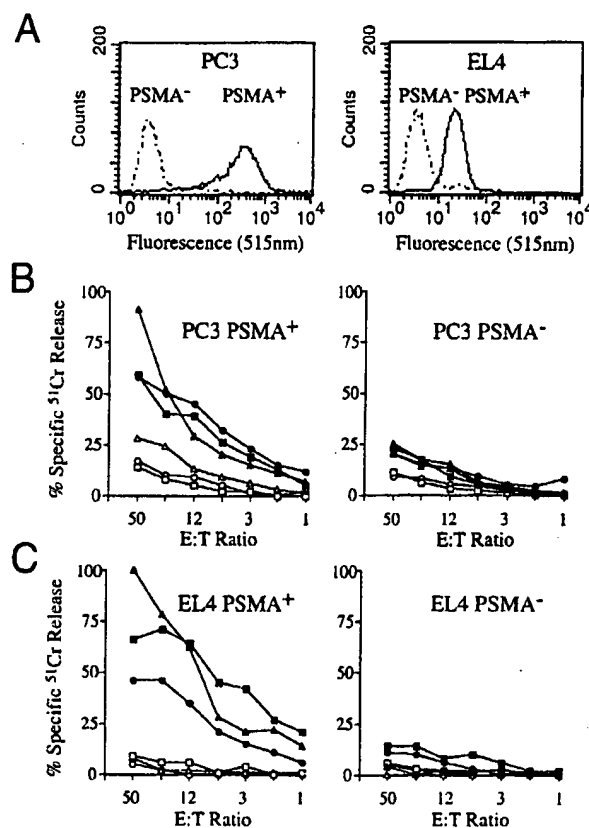 A
200
Counts
0
PC3
PSMA⁻ PSMA⁺
10⁰ 10¹ 10² 10³ 10⁴
Fluorescence (515nm)
200
Counts
0
EL4
PSMA⁻ PSMA⁺
10⁰ 10¹ 10² 10³ 10⁴
Fluorescence (515nm)
B
% Specific ⁵¹Cr Release
100
75
50
25
0
PC3 PSMA⁺
50 12 3 1
E:T Ratio
100
75
50
25
0
PC3 PSMA⁻
50 12 3 1
E:T Ratio
C
% Specific ⁵¹Cr Release
100
75
50
25
0
EL4 PSMA⁺
50 12 3 1
E:T Ratio
100
75
50
25
0
EL4 PSMA⁻
50 12 3 1
E:T Ratio